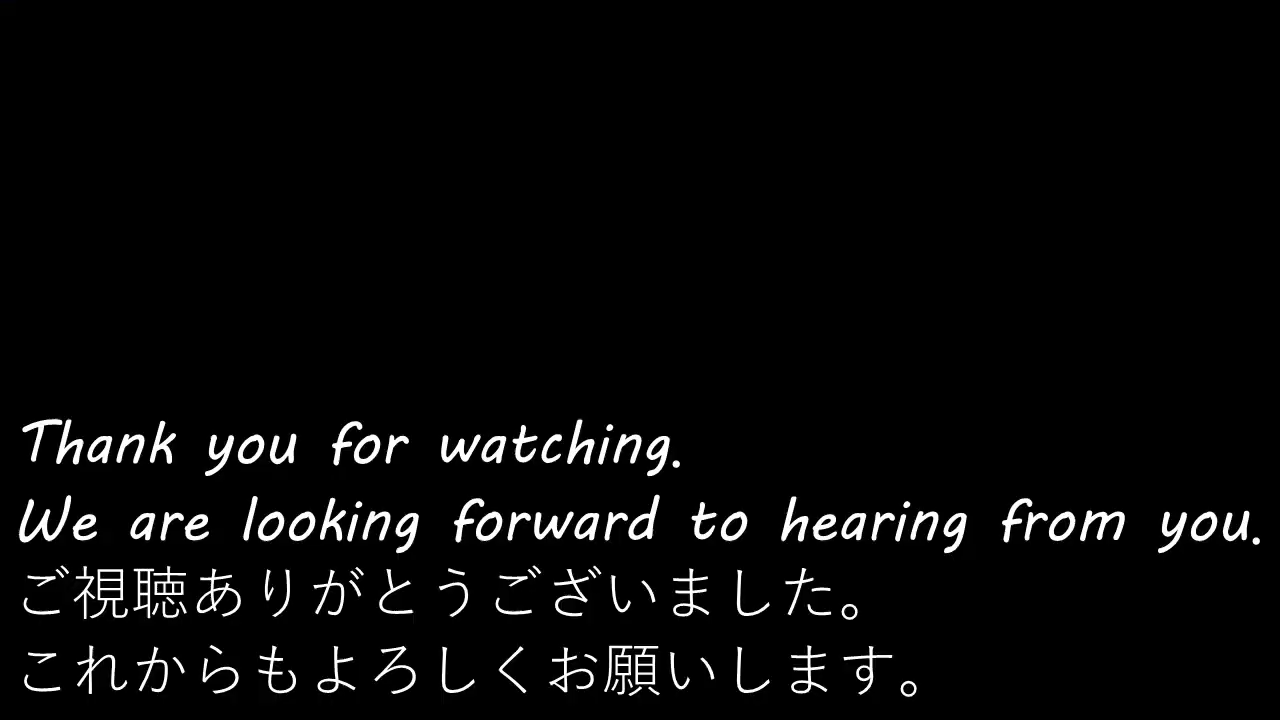 Thank you for watching.
We are looking forward to hearing from you.
ご視聴ありがとうございました。
これからもよろしくお願いします。